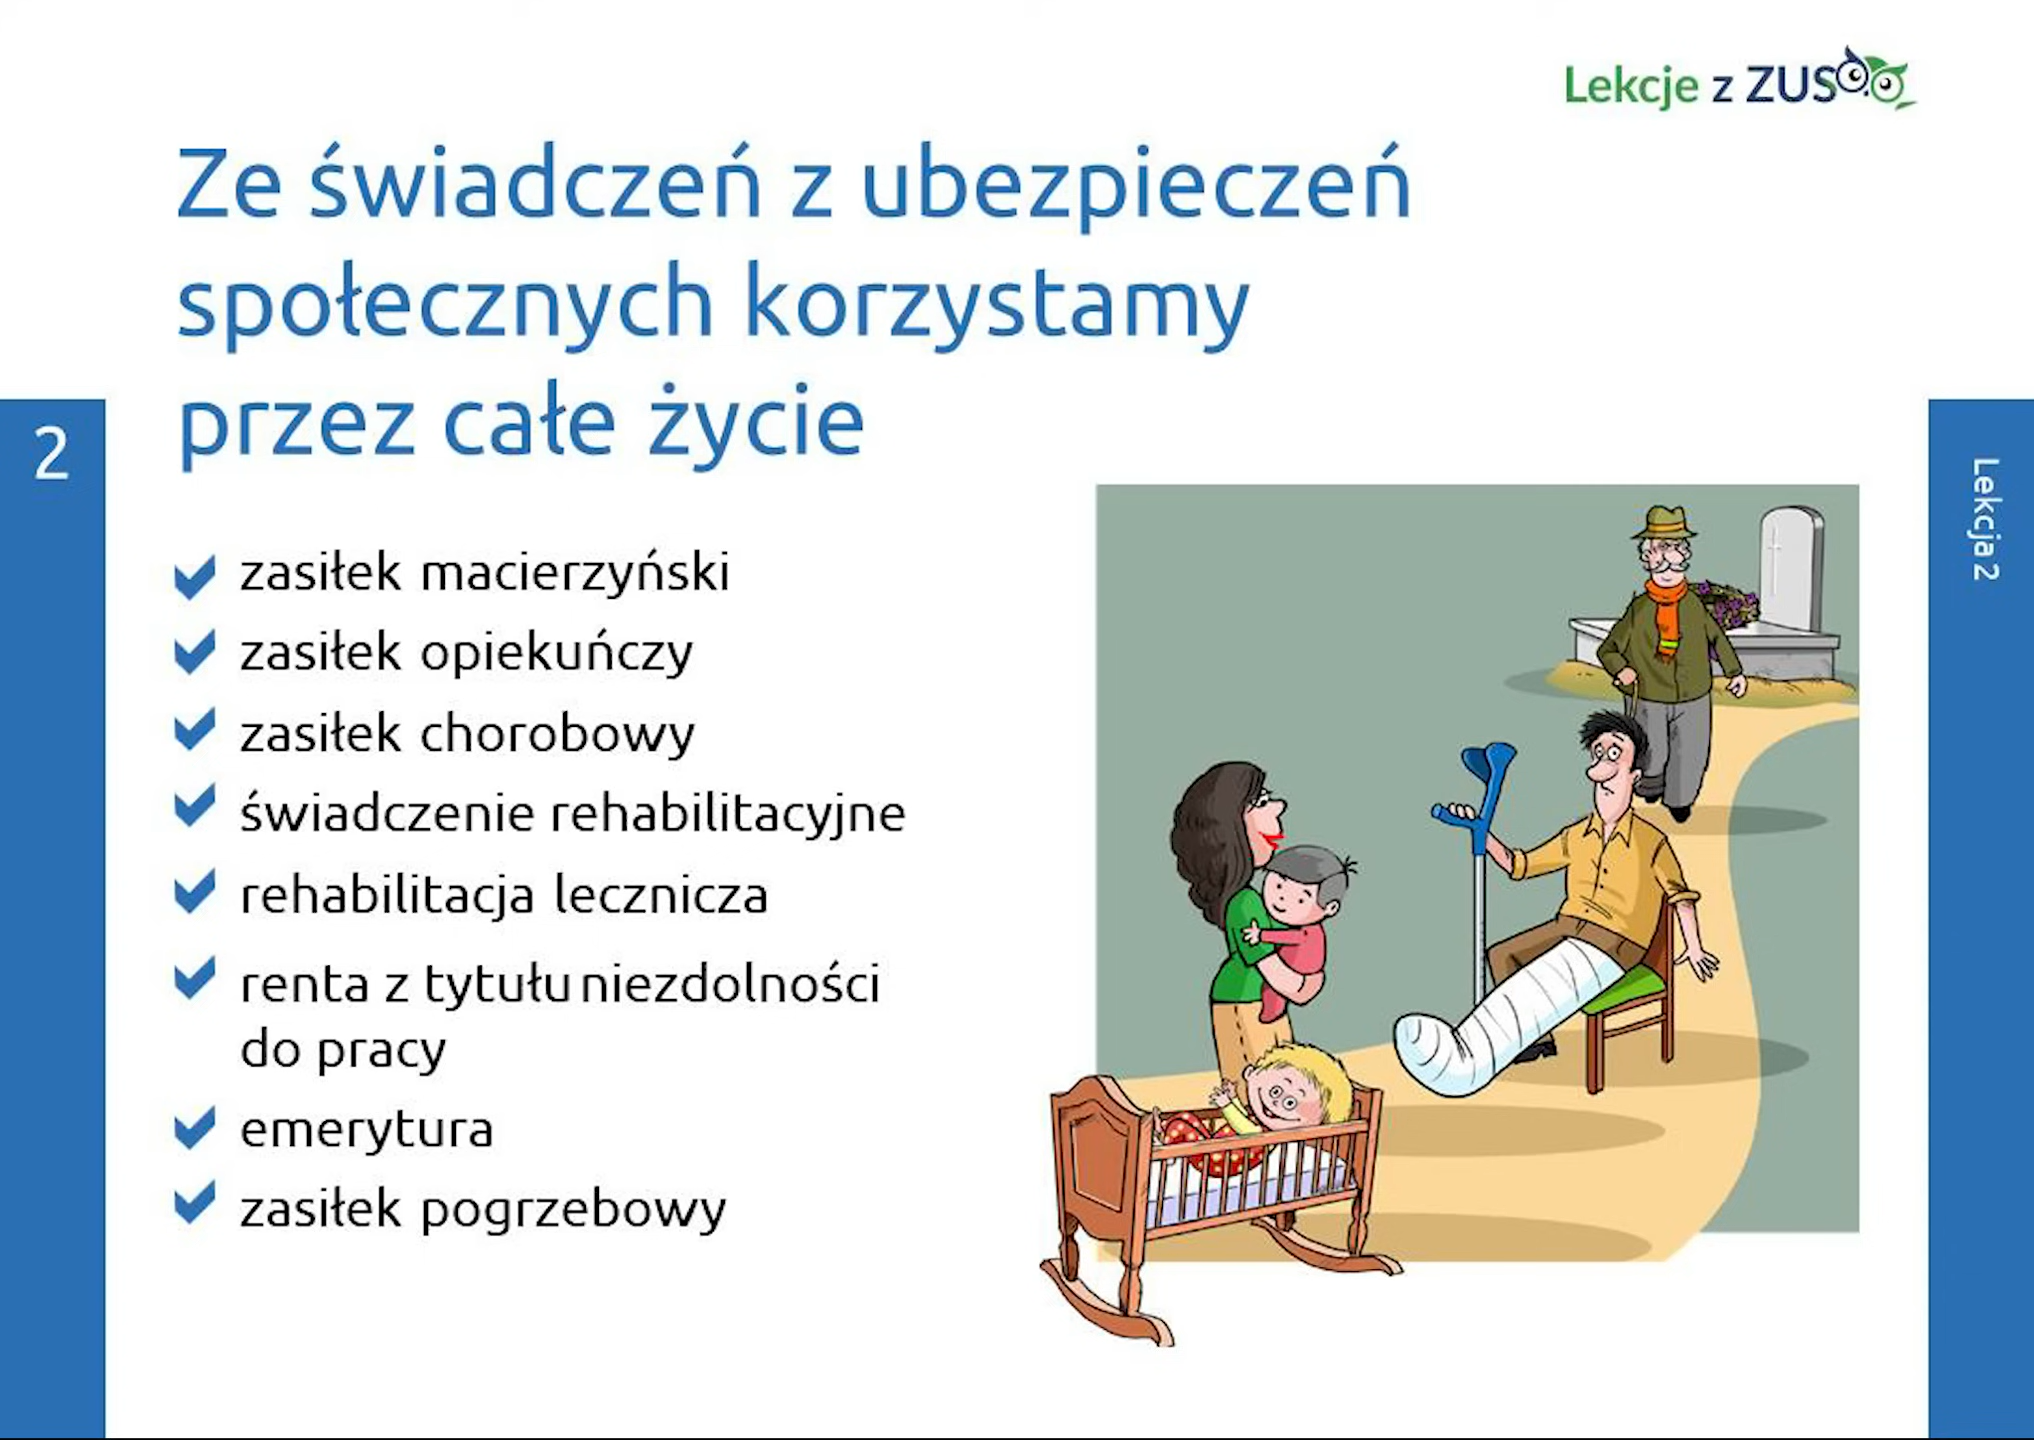 Lekcje z ZUS
Ze świadczeń z ubezpieczeń
społecznych korzystamy
przez całe życie
2
Lekcja 2
zasiłek macierzyński
zasiłek opiekuńczy
zasiłek chorobowy
świadczenie rehabilitacyjne
rehabilitacja lecznicza
renta z tytułu niezdolności
do pracy
emerytura
zasiłek pogrzebowy